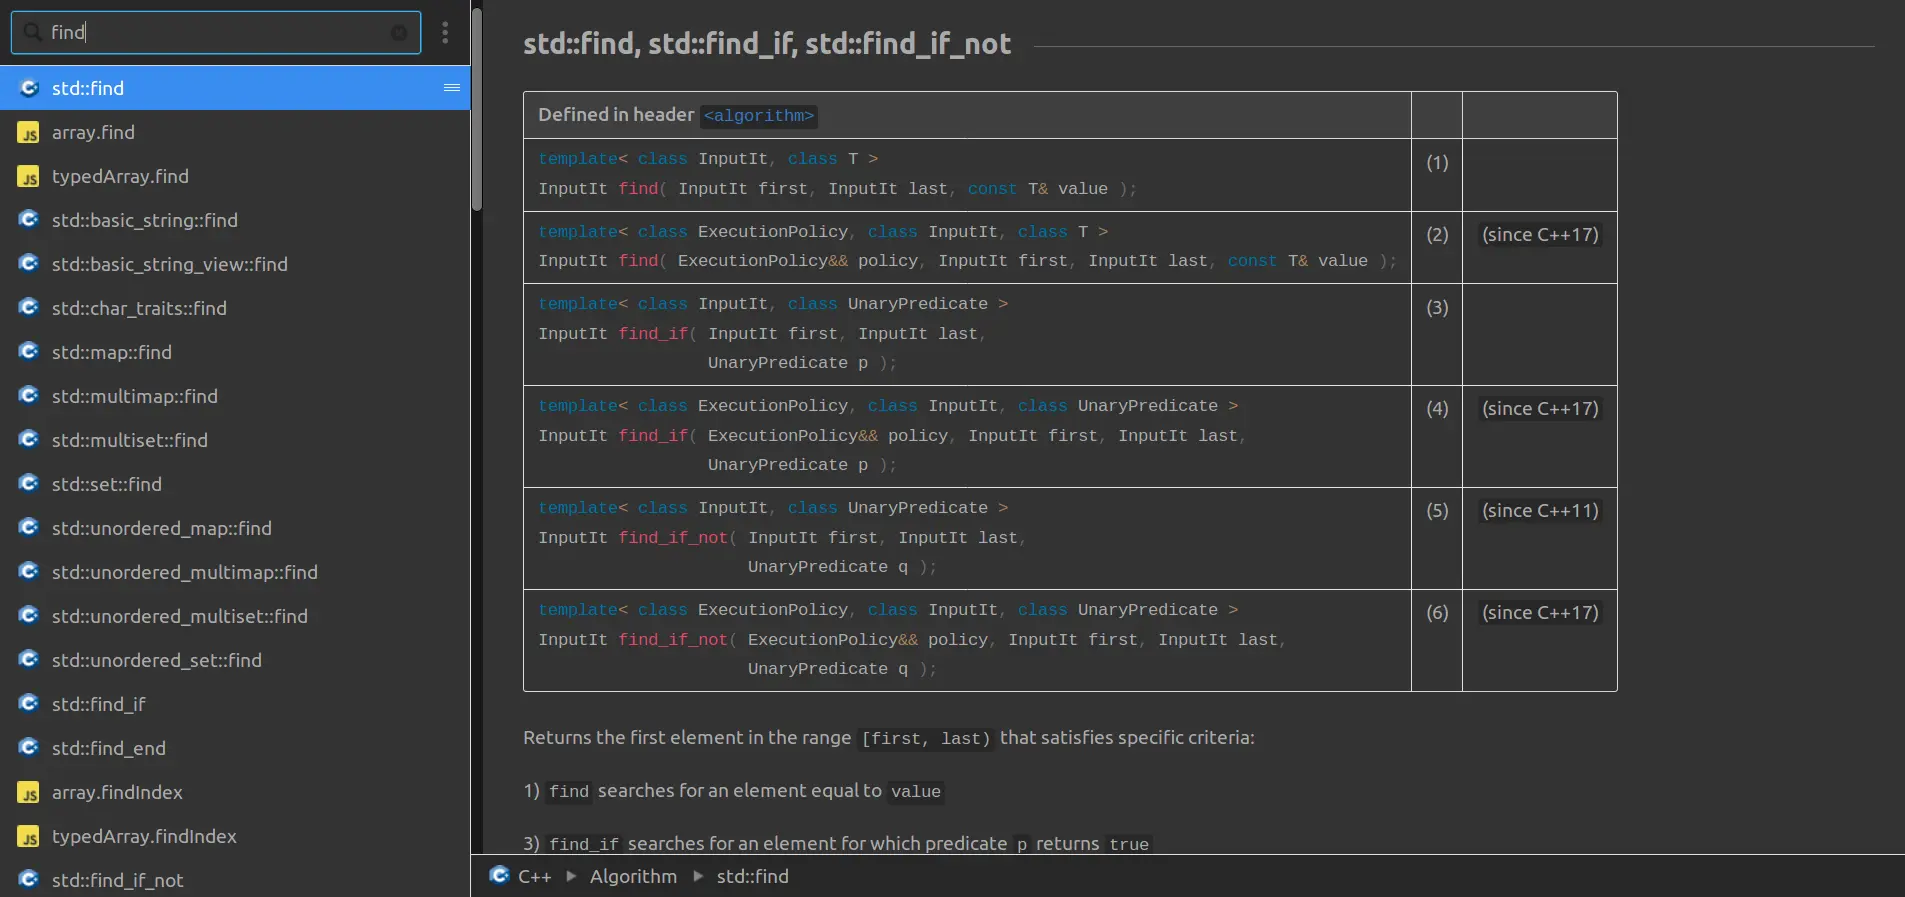 find
std::find
array.find
typedArray.find
std::basic_string::find
std::basic_string_view::find
std::char_traits::find
std::map::find
std::multimap::find
std::multiset::find
std::set::find
std::unordered_map::find
std::unordered_multimap::find
std::unordered_multiset::find
std::unordered_set::find
std::find_if
std::find_end
array.findIndex
typedArray.findIndex
std::find_if_not
std::find, std::find_if, std::find_if_not
Defined in header <algorithm>
template< class InputIt, class T >
InputIt find( InputIt first, InputIt last, const T& value );
(1)
template< class ExecutionPolicy, class InputIt, class T >
InputIt find( ExecutionPolicy&& policy, InputIt first, InputIt last, const T& value );
(2) (since C++17)
template< class InputIt, class UnaryPredicate >
InputIt find_if( InputIt first, InputIt last,
UnaryPredicate p );
(3)
template< class ExecutionPolicy, class InputIt, class UnaryPredicate >
InputIt find_if( ExecutionPolicy&& policy, InputIt first, InputIt last,
UnaryPredicate p );
(4) (since C++17)
template< class InputIt, class UnaryPredicate >
InputIt find_if_not( InputIt first, InputIt last,
UnaryPredicate q );
(5) (since C++11)
template< class ExecutionPolicy, class InputIt, class UnaryPredicate >
InputIt find_if_not( ExecutionPolicy&& policy, InputIt first, InputIt last,
UnaryPredicate q );
(6) (since C++17)
Returns the first element in the range [first, last) that satisfies specific criteria:
1) find searches for an element equal to value
3) find_if searches for an element for which predicate p returns true
C++ ▶ Algorithm ▶ std::find